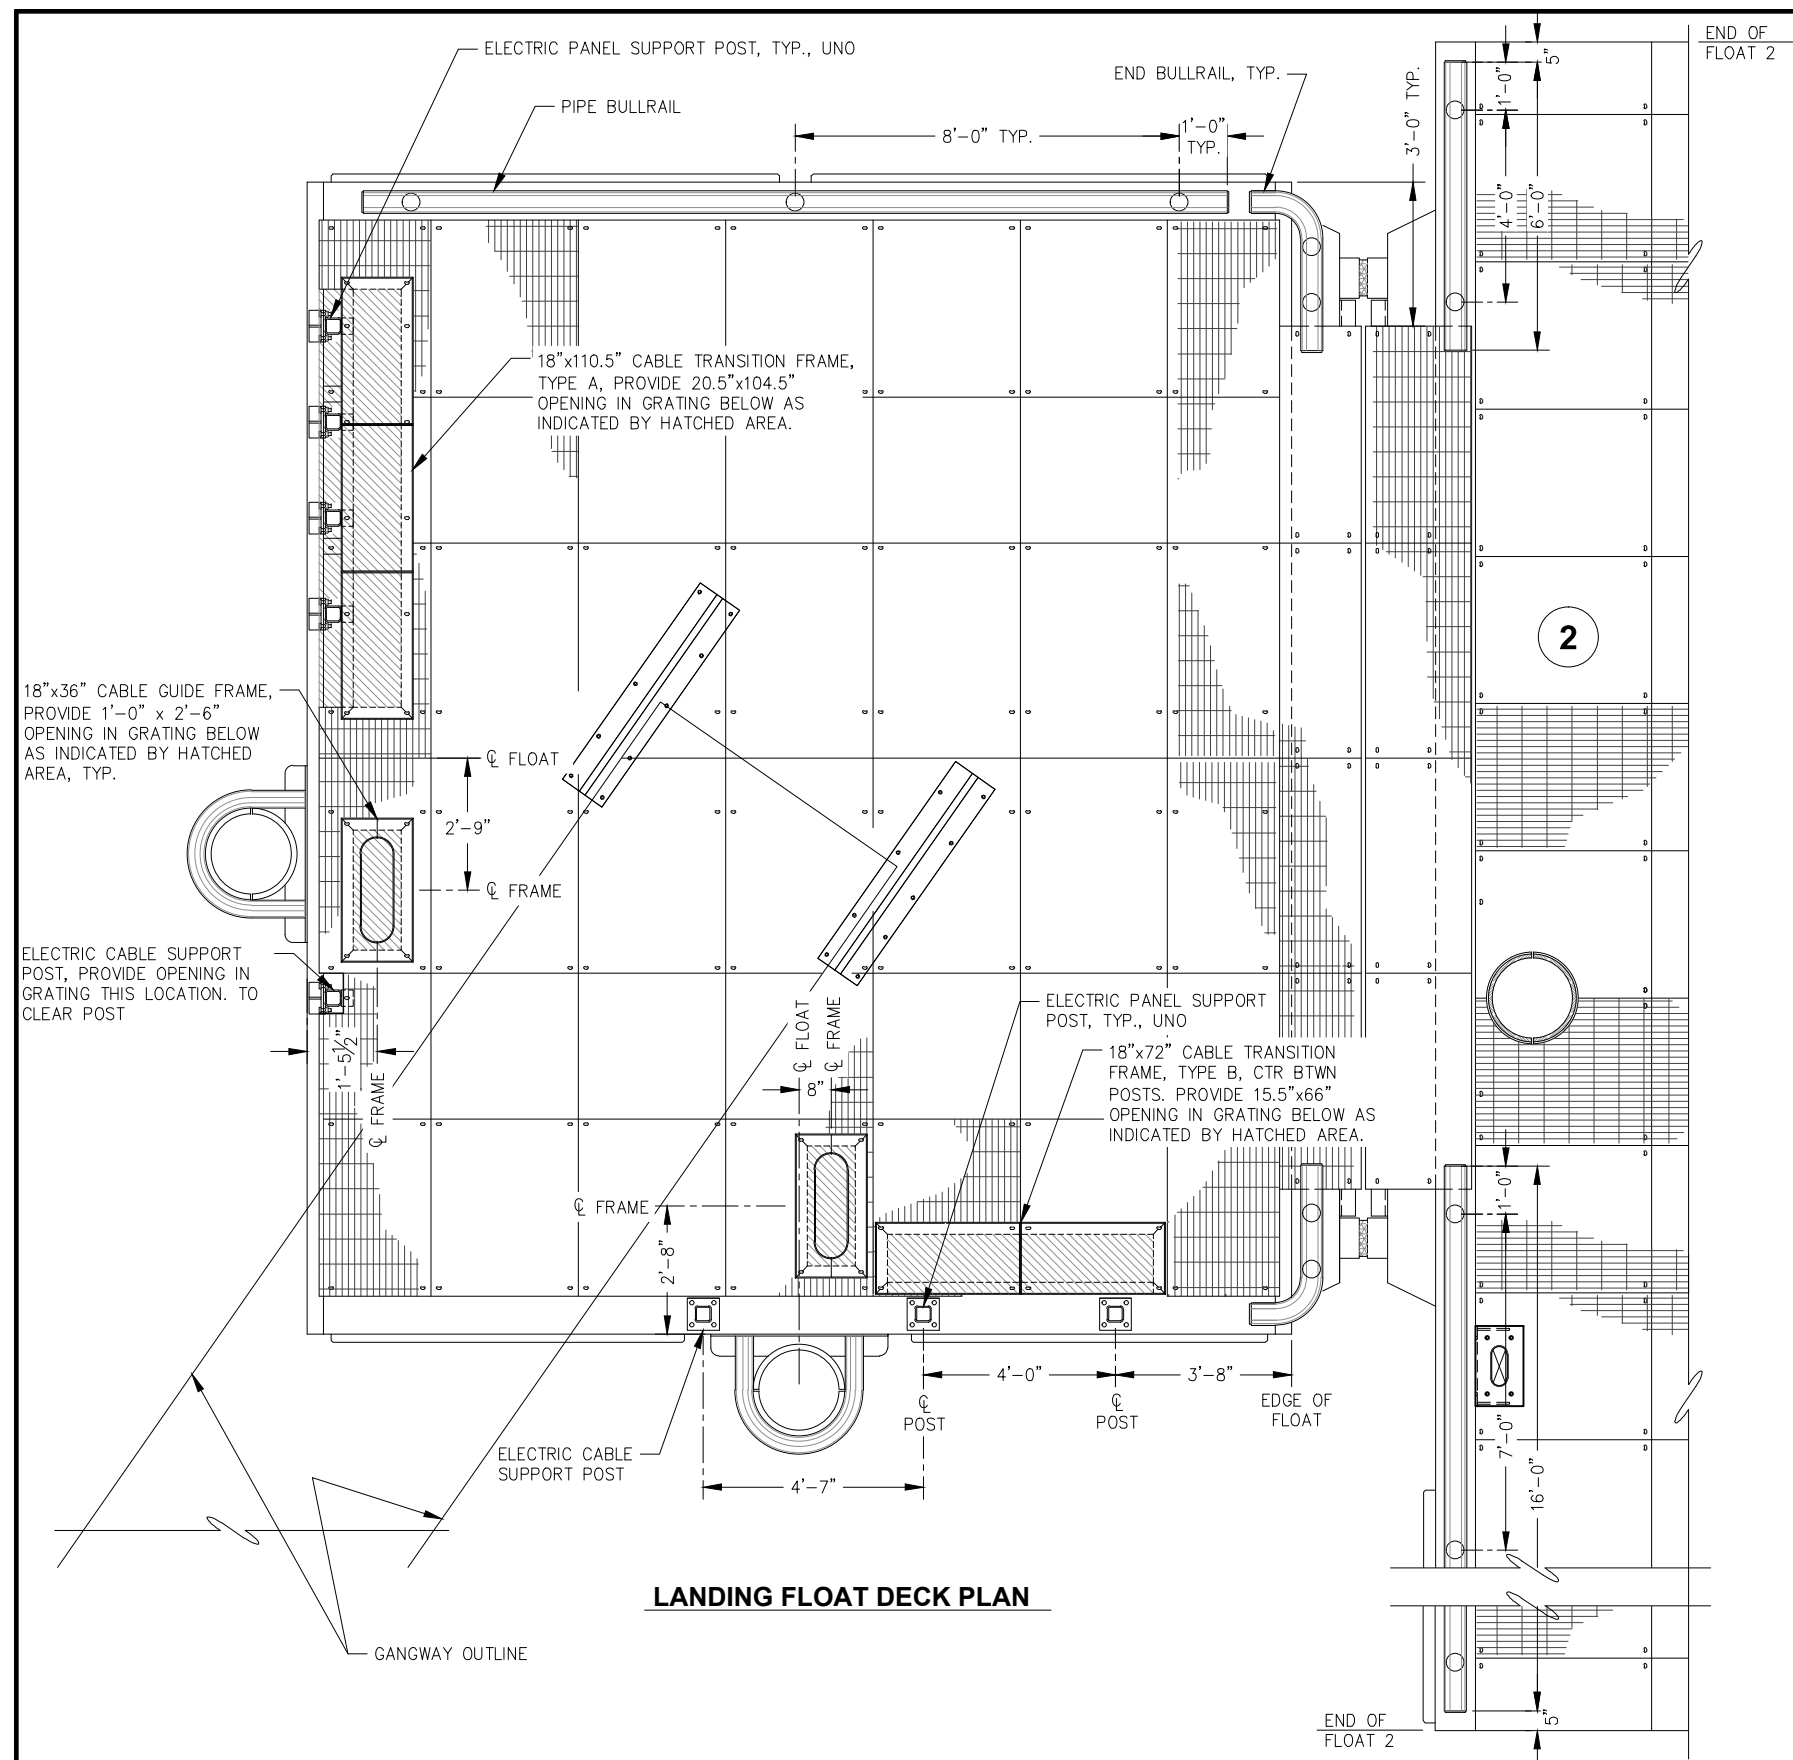 END OF
FLOAT 2
ELECTRIC PANEL SUPPORT POST, TYP., UNO
END BULLRAIL, TYP.
PIPE BULLRAIL
8'-0" TYP.
1'-0"
TYP.
3'-0" TYP.
5"
1'-0"
4'-0"
6'-0"
18"x110.5" CABLE TRANSITION FRAME,
TYPE A, PROVIDE 20.5"x104.5"
OPENING IN GRATING BELOW AS
INDICATED BY HATCHED AREA.
2
18"x36" CABLE GUIDE FRAME,
PROVIDE 1'-0" x 2'-6"
OPENING IN GRATING BELOW
AS INDICATED BY HATCHED
AREA, TYP.
℄ FLOAT
2'-9"
℄ FRAME
ELECTRIC CABLE SUPPORT
POST, PROVIDE OPENING IN
GRATING THIS LOCATION. TO
CLEAR POST
1'-5½"
℄ FRAME
℄ FLOAT
℄ FRAME
8"
ELECTRIC PANEL SUPPORT
POST, TYP., UNO
18"x72" CABLE TRANSITION
FRAME, TYPE B, CTR BTWN
POSTS. PROVIDE 15.5"x66"
OPENING IN GRATING BELOW AS
INDICATED BY HATCHED AREA.
℄ FRAME
2'-8"
1'-0"
7'-0"
16'-0"
4'-0"
3'-8"
℄
POST
℄
POST
EDGE OF
FLOAT
ELECTRIC CABLE
SUPPORT POST
4'-7"
LANDING FLOAT DECK PLAN
GANGWAY OUTLINE
5"
END OF
FLOAT 2